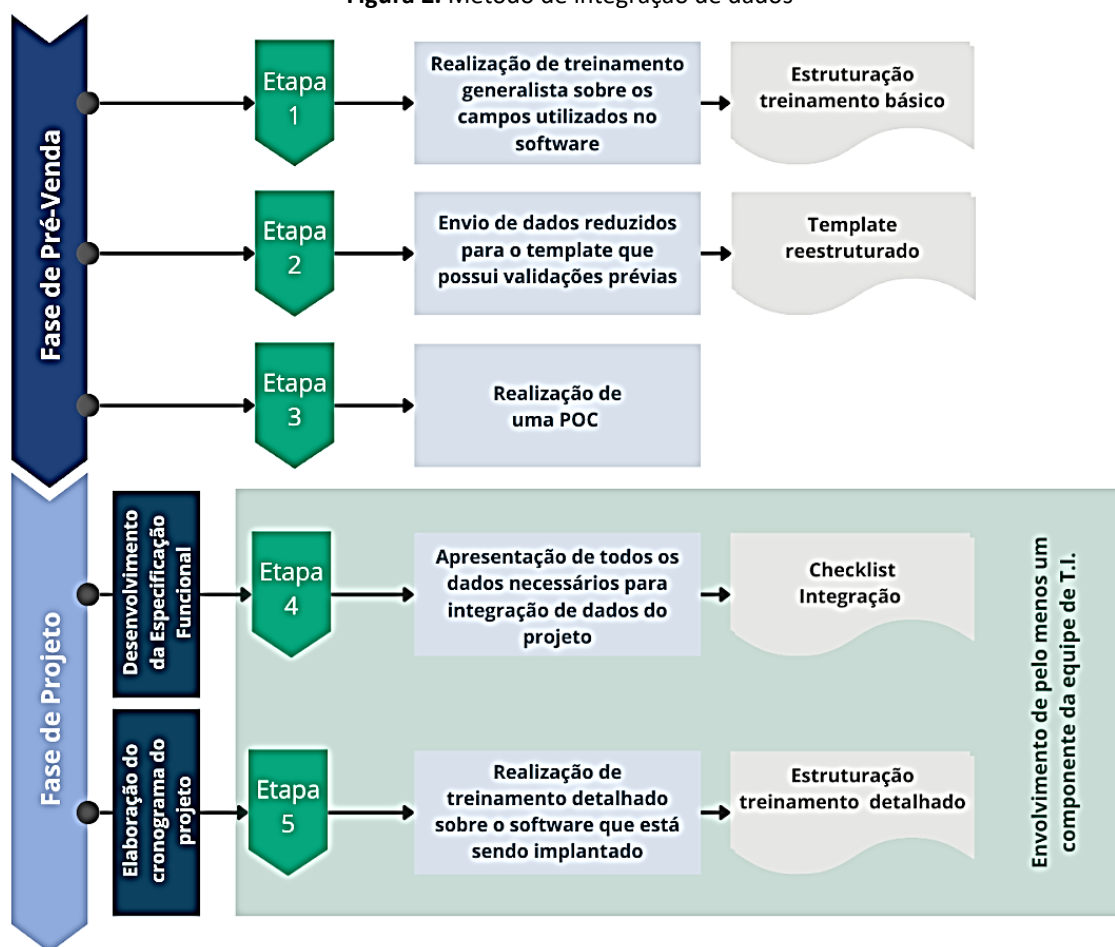 Figura 2. Método de integração de dados
Fase de Pré-Venda
Etapa
1
Realização de treinamento
generalista sobre os
campos utilizados no
software
Estruturação
treinamento básico
Etapa
2
Envio de dados reduzidos
para o template que
possui validações prévias
Template
reestruturado
Etapa
3
Realização de
uma POC
Fase de Projeto
Desenvolvimento
da Especificação
Funcional
Etapa
4
Apresentação de todos os
dados necessários para
integração de dados do
projeto
Checklist
Integração
Elaboração do
cronograma do
projeto
Etapa
5
Realização de
treinamento detalhado
sobre o software que está
sendo implantado
Estruturação
treinamento detalhado
Envolvimento de pelo menos um
componente da equipe de T.I.